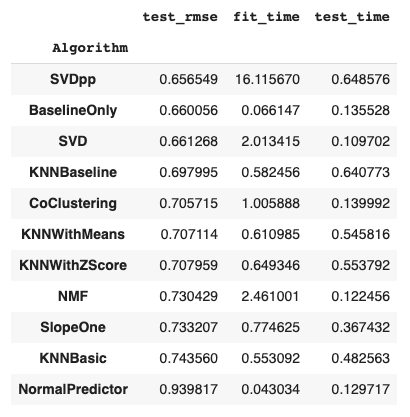 test_rmse fit_time test_time
Algorithm
SVDpp 0.656549 16.115670 0.648576
BaselineOnly 0.660056 0.066147 0.135528
SVD 0.661268 2.013415 0.109702
KNNBaseline 0.697995 0.582456 0.640773
CoClustering 0.705715 1.005888 0.139992
KNNWithMeans 0.707114 0.610985 0.545816
KNNWithZScore 0.707959 0.649346 0.553792
NMF 0.730429 2.461001 0.122456
SlopeOne 0.733207 0.774625 0.367432
KNNBasic 0.743560 0.553092 0.482563
NormalPredictor 0.939817 0.043034 0.129717